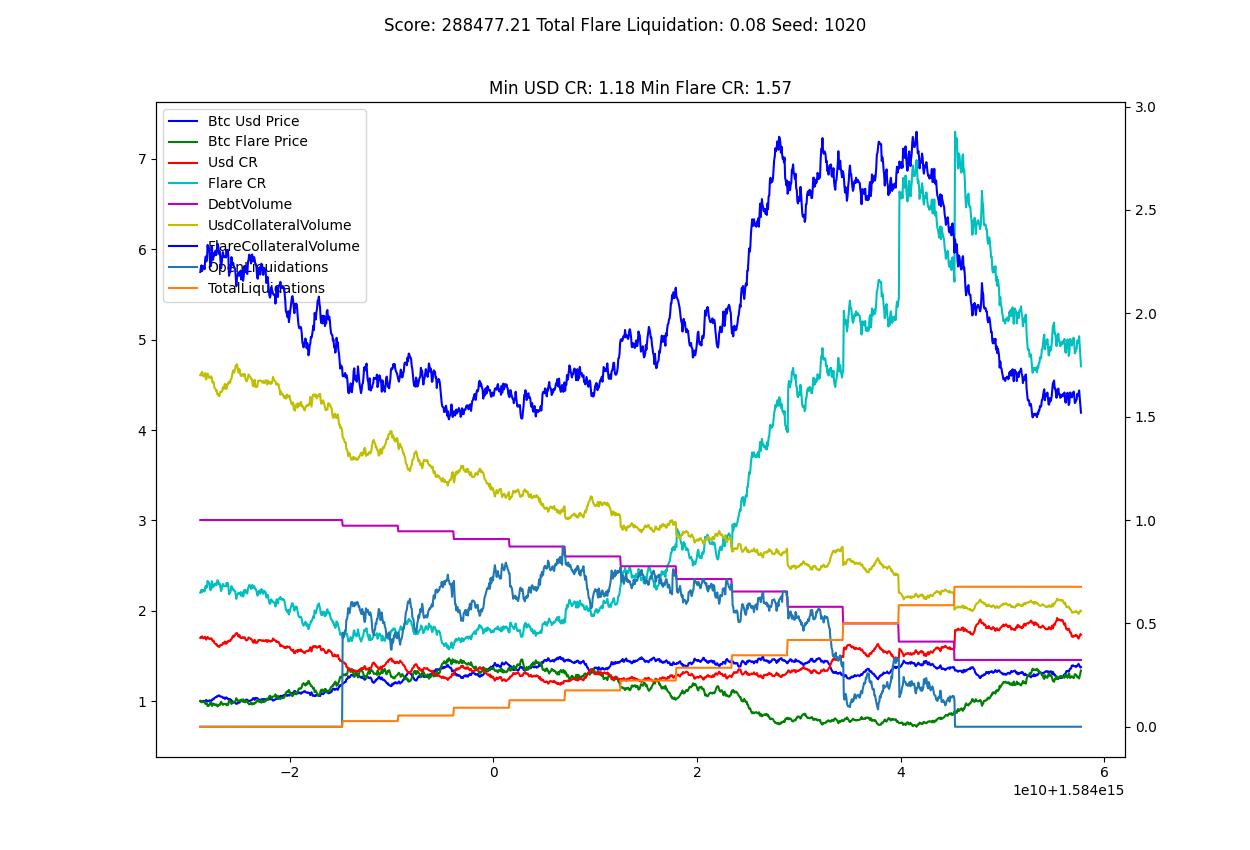 Score: 288477.21 Total Flare Liquidation: 0.08 Seed: 1020
Min USD CR: 1.18 Min Flare CR: 1.57
Btc Usd Price
Btc Flare Price
Usd CR
Flare CR
DebtVolume
UsdCollateralVolume
FlareCollateralVolume
OpenLiquidations
TotalLiquidations
7
6
5
4
3
2
1
3.0
2.5
2.0
1.5
1.0
0.5
0.0
−2 0 2 4 6
1e10+1.584e15